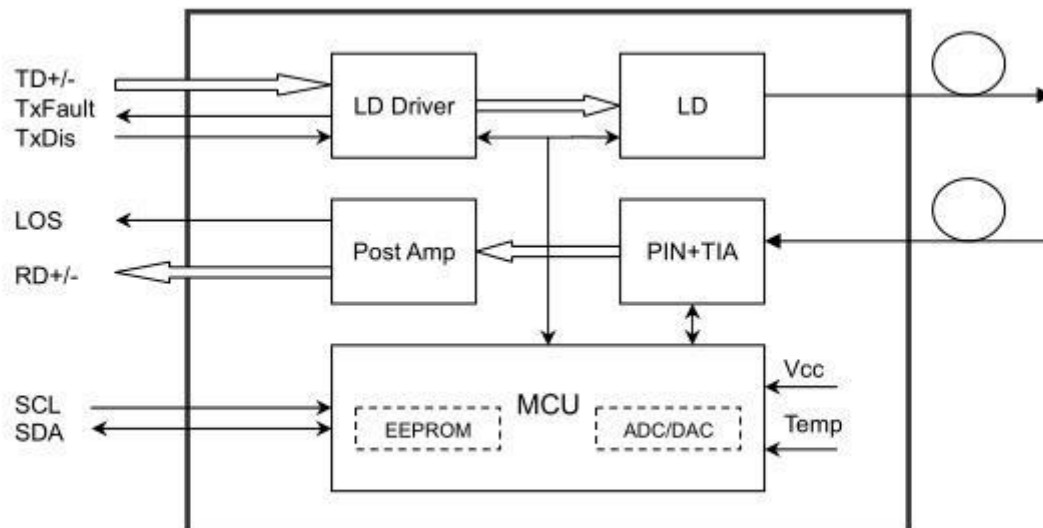 TD+/-
TxFault
TxDis
LD Driver
LD
LOS
RD+/-
Post Amp
PIN+TIA
SCL
SDA
MCU
EEPROM
ADC/DAC
Vcc
Temp